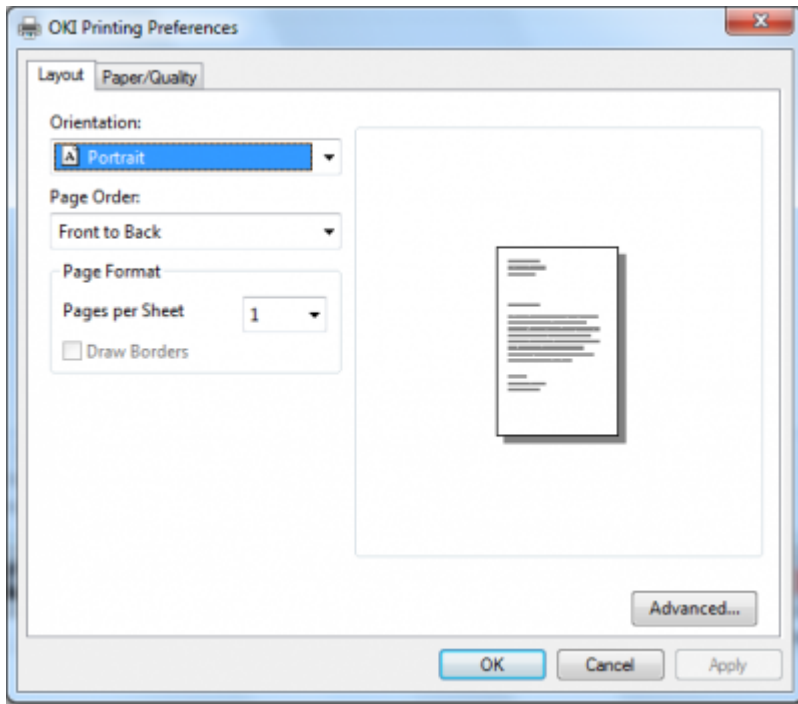 OKI Printing Preferences
Layout
Paper/Quality
Orientation:
Portrait
Page Order:
Front to Back
Page Format
Pages per Sheet
1
Draw Borders
Advanced...
OK
Cancel
Apply